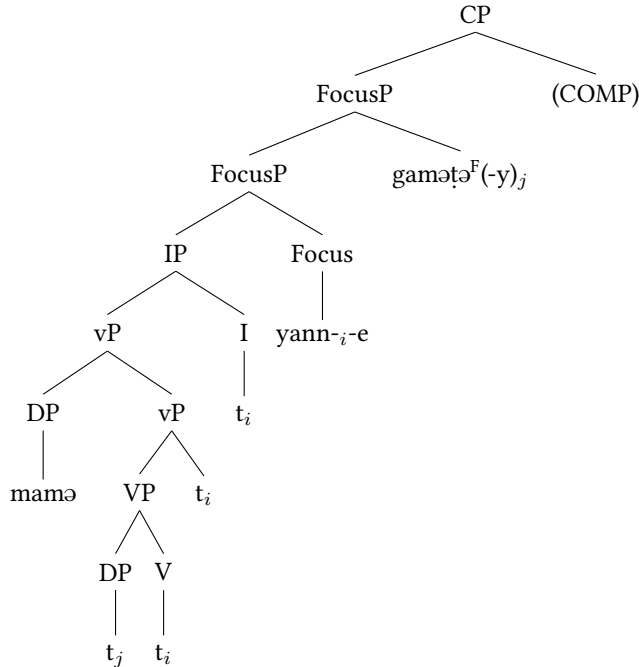 CP
FocusP (COMP)
FocusP gaməṭəᶠ(-y)ⱼ
IP Focus
vP I yann-ᵢ-e
DP vP tᵢ
mamə VP tᵢ
DP V
tⱼ tᵢ